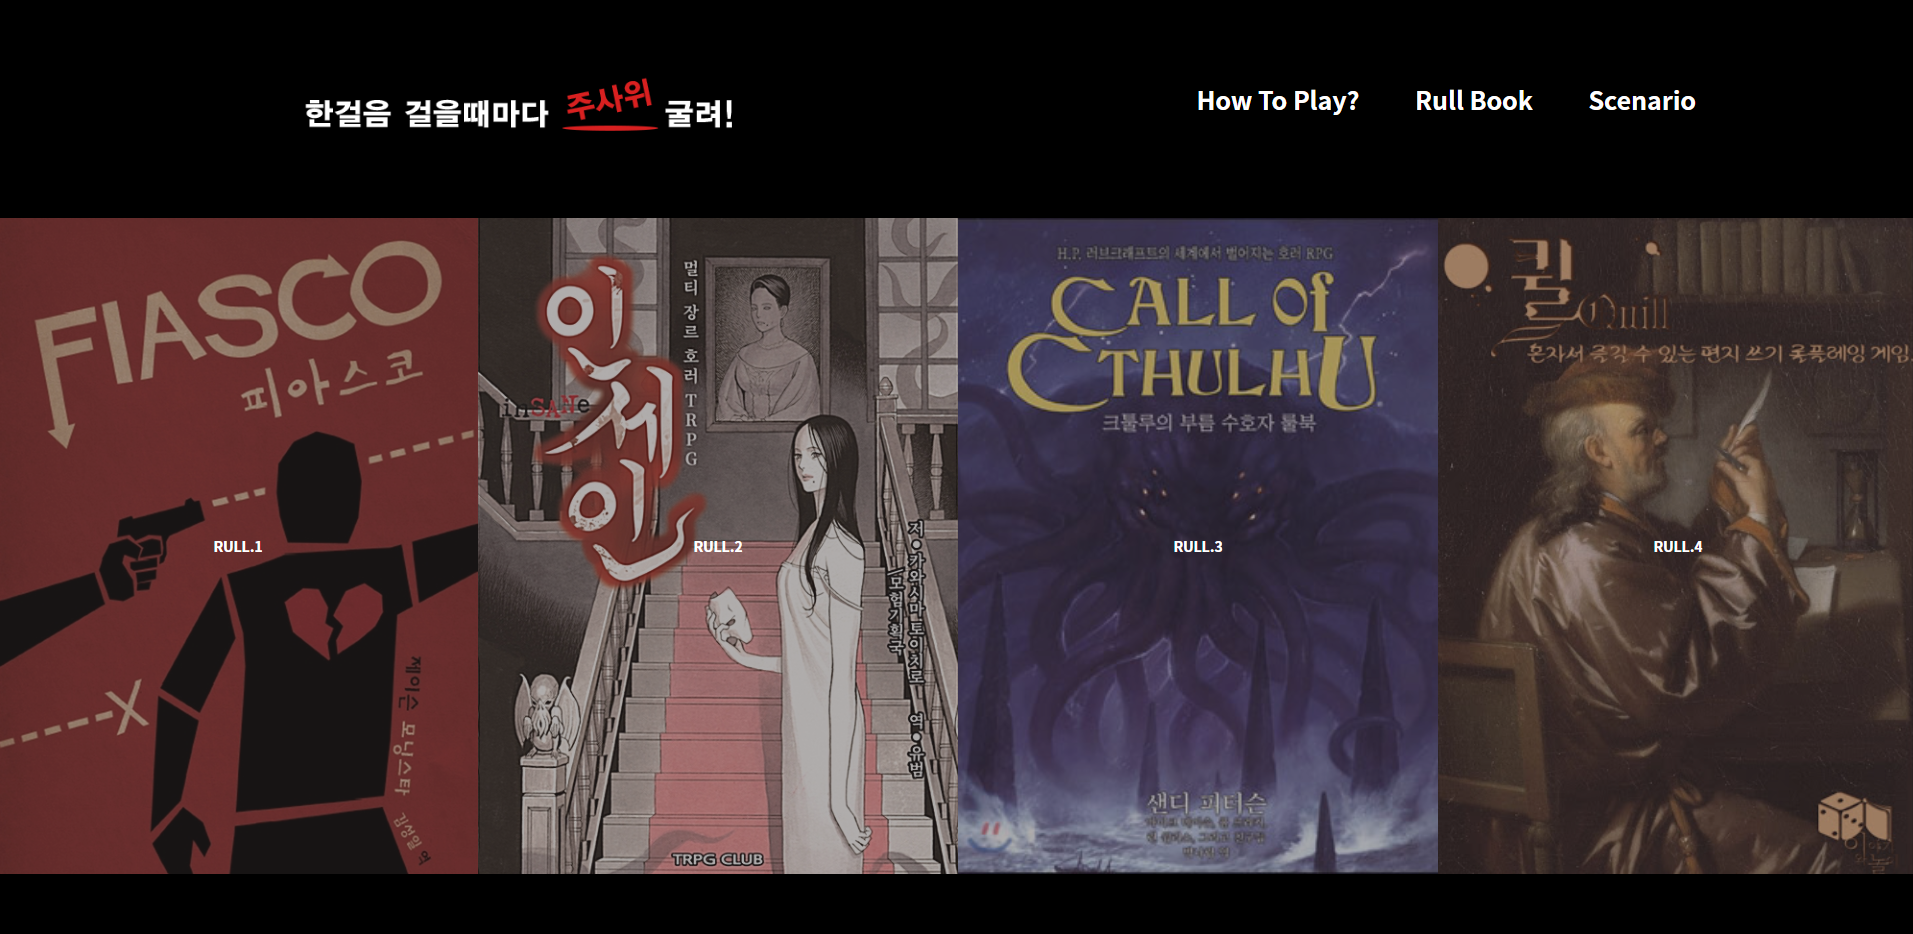 한걸음 걸을때마다 주사위 굴려!
How To Play?
Rull Book
Scenario
FIASCO
피아스코
제이슨 모닝스타
김성일 역
RULL.1
멀티 장르 호러 TRPG
인세인
inSANe
저●카와시마 토이치로
/모험기획국
역●유범
TRPG CLUB
RULL.2
H.P. 러브크래프트의 세계에서 벌어지는 호러 RPG
CALL Of
CTHULHU
크툴루의 부름 수호자 룰북
샌디 피터슨
RULL.3
퀼
Quill
혼자서 즐길 수 있는 편지 쓰기 롤플레잉 게임
RULL.4